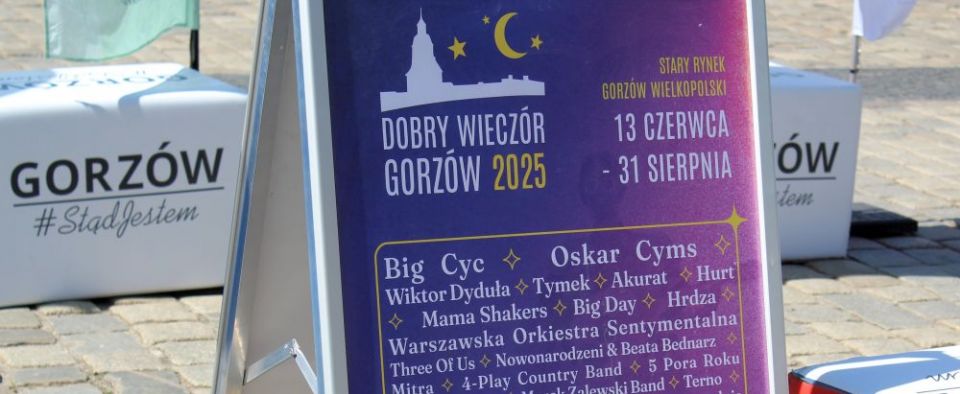 GORZÓW
#StądJestem
DOBRY WIECZÓR
GORZÓW 2025
STARY RYNEK
GORZÓW WIELKOPOLSKI
13 CZERWCA
- 31 SIERPNIA
Big Cyc ✧ Oskar Cyms ✧
Wiktor Dyduła ✧ Tymek ✧ Akurat ✧ Hurt
✧ Mama Shakers ✧ Big Day ✧ Hrdza ✧
Warszawska Orkiestra Sentymentalna
Three Of Us ✧ Nowonarodzeni & Beata Bednarz ✧
Mitra ✧ 4-Play Country Band ✧ 5 Pora Roku
Marek Zalewski Band ✧ Terno ✧